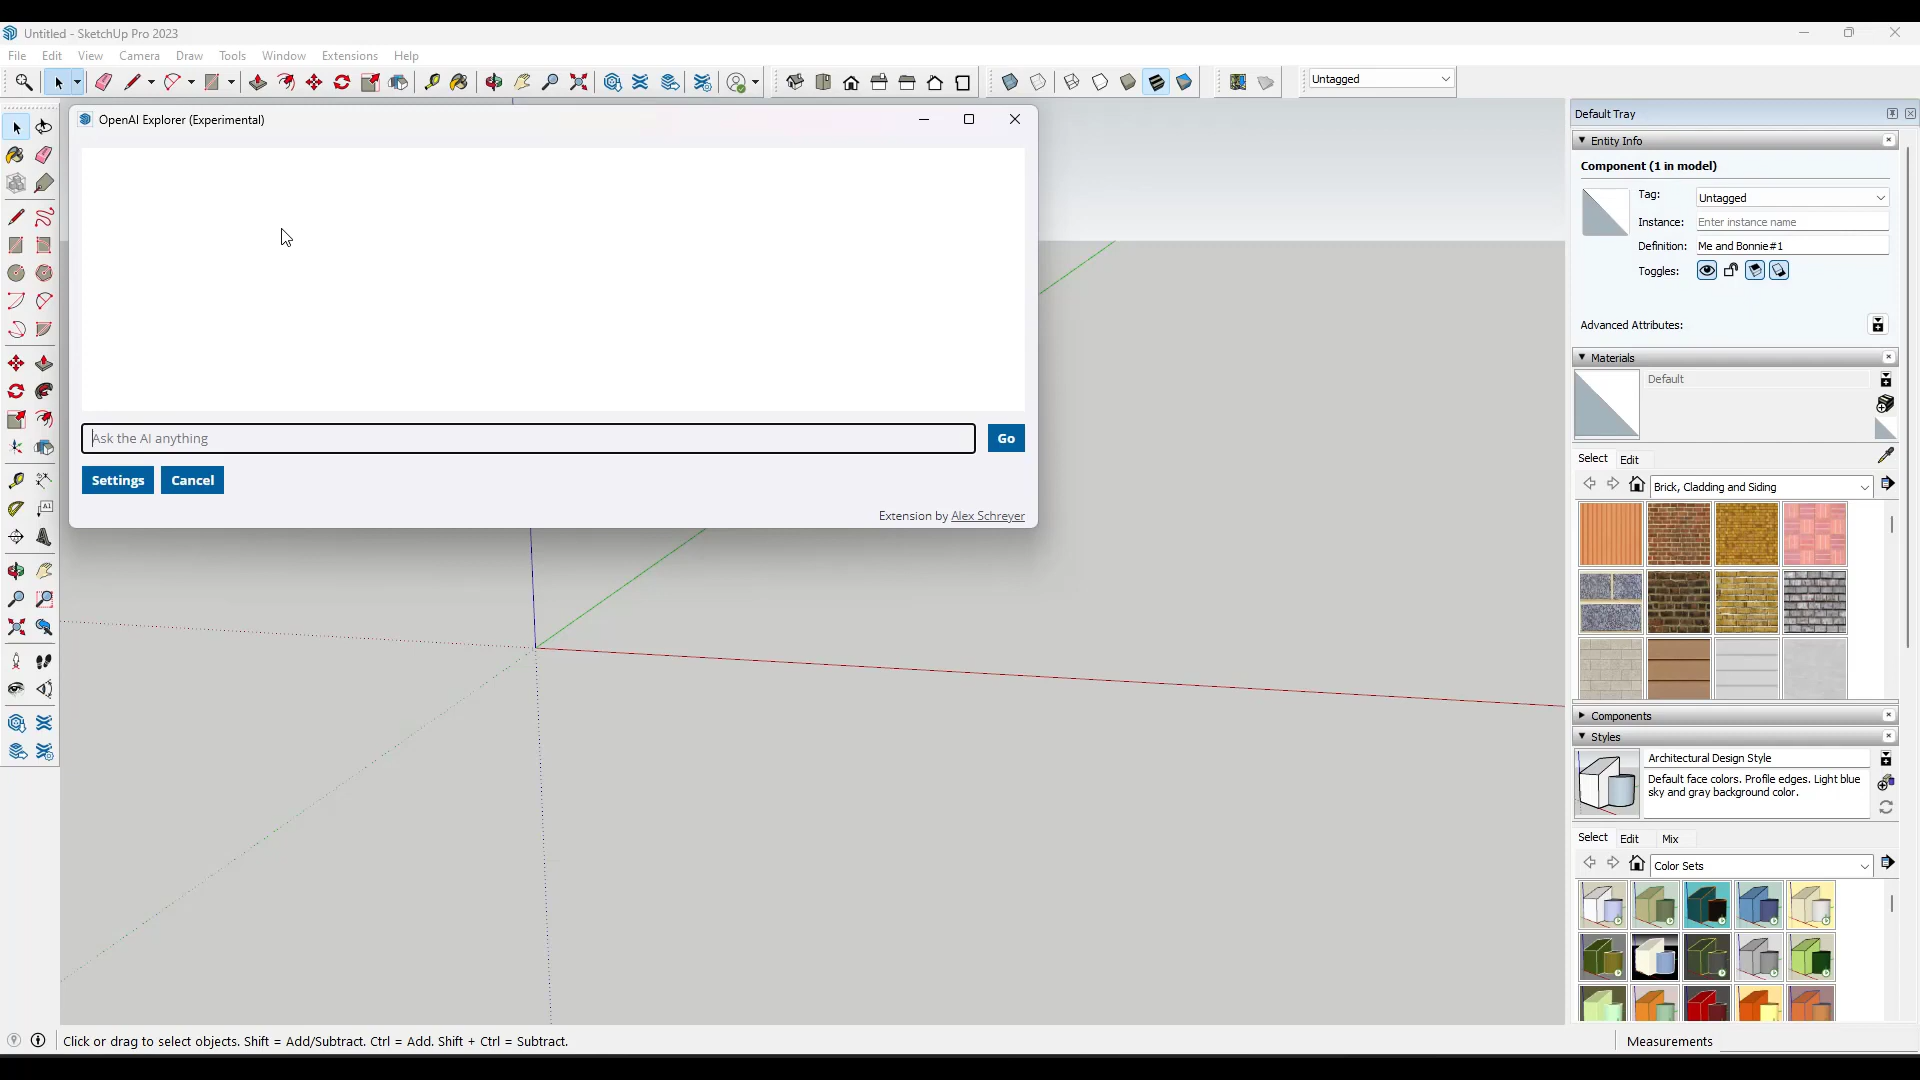 Untitled - SketchUp Pro 2023
File Edit View Camera Draw Tools Window Extensions Help
Untagged
OpenAI Explorer (Experimental)
Ask the AI anything
Go
Settings Cancel
Extension by Alex Schreyer
Default Tray
Entity Info
Component (1 in model)
Tag: Untagged
Instance: Enter instance name
Definition: Me and Bonnie#1
Toggles:
Advanced Attributes:
Materials
Default
Select Edit
Brick, Cladding and Siding
Components
Styles
Architectural Design Style
Default face colors. Profile edges. Light blue
sky and gray background color.
Select Edit Mix
Color Sets
Click or drag to select objects. Shift = Add/Subtract. Ctrl = Add. Shift + Ctrl = Subtract.
Measurements